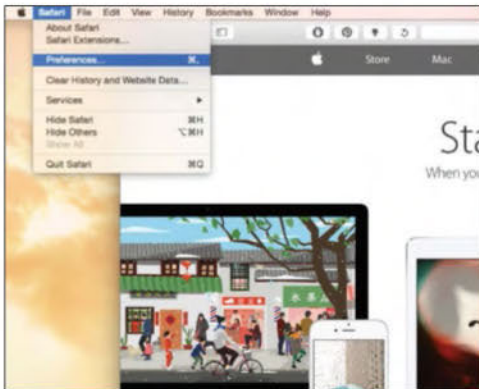 Safari File Edit View History Bookmarks Window Help
About Safari
Safari Extensions...
Preferences... ⌘,
Clear History and Website Data...
Services ▶
Hide Safari ⌘H
Hide Others ⌥⌘H
Show All
Quit Safari ⌘Q
Store Mac
Sta
When you